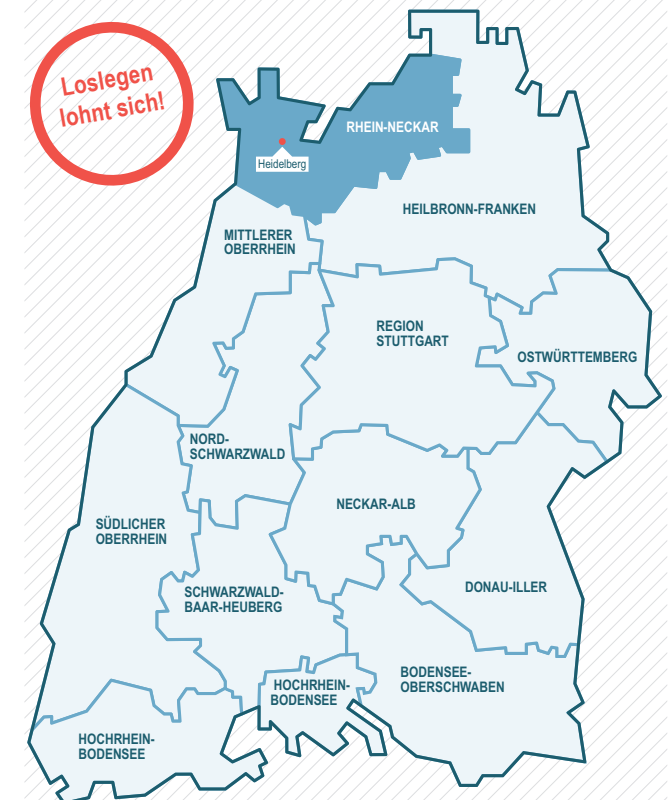 Loslegen
lohnt sich!
RHEIN-NECKAR
Heidelberg
HEILBRONN-FRANKEN
MITTLERER
OBERRHEIN
REGION
STUTTGART
OSTWÜRTTEMBERG
NORD-
SCHWARZWALD
NECKAR-ALB
SÜDLICHER
OBERRHEIN
DONAU-ILLER
SCHWARZWALD-
BAAR-HEUBERG
BODENSEE-
OBERSCHWABEN
HOCHRHEIN-
BODENSEE
HOCHRHEIN-
BODENSEE